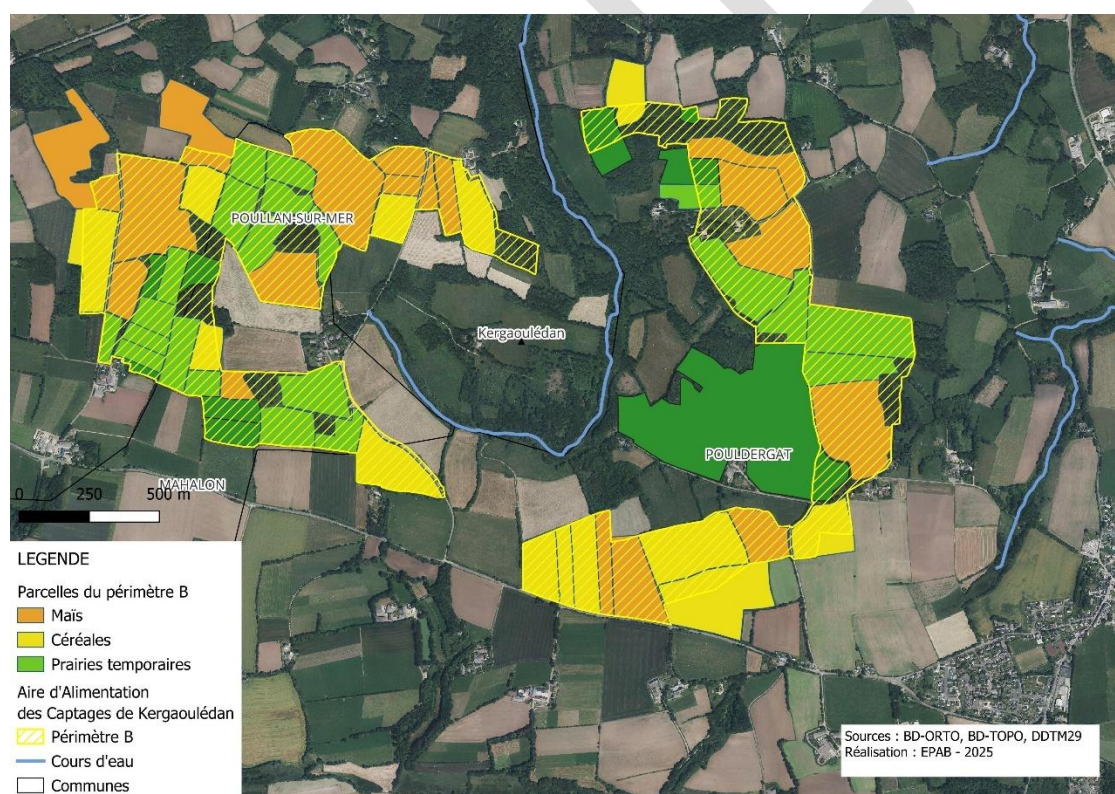 POULLAN-SUR-MER
Kergaoulédan
POULDERGAT
MAHALON
0 250 500 m
LEGENDE
Parcelles du périmètre B
Maïs
Céréales
Prairies temporaires
Aire d'Alimentation
des Captages de Kergaoulédan
Périmètre B
Cours d'eau
Communes
Sources : BD-ORTO, BD-TOPO, DDTM29
Réalisation : EPAB - 2025